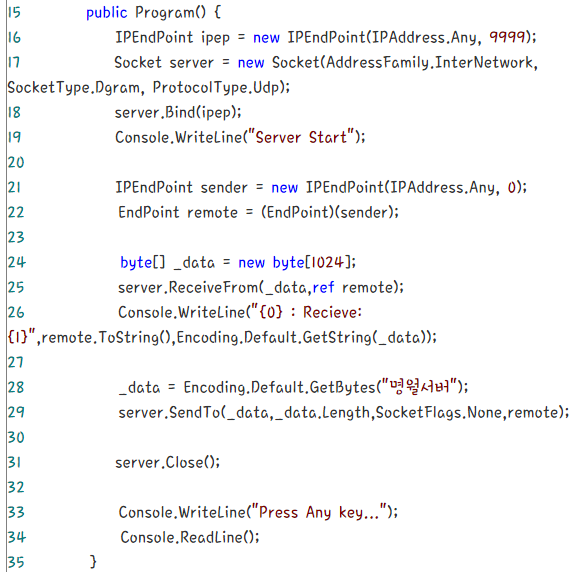 15 public Program() {
16 IPEndPoint ipep = new IPEndPoint(IPAddress.Any, 9999);
17 Socket server = new Socket(AddressFamily.InterNetwork,
SocketType.Dgram, ProtocolType.Udp);
18 server.Bind(ipep);
19 Console.WriteLine("Server Start");
20
21 IPEndPoint sender = new IPEndPoint(IPAddress.Any, 0);
22 EndPoint remote = (EndPoint)(sender);
23
24 byte[] _data = new byte[1024];
25 server.ReceiveFrom(_data,ref remote);
26 Console.WriteLine("{0} : Recieve:
{1}",remote.ToString(),Encoding.Default.GetString(_data));
27
28 _data = Encoding.Default.GetBytes("명월서버");
29 server.SendTo(_data,_data.Length,SocketFlags.None,remote);
30
31 server.Close();
32
33 Console.WriteLine("Press Any key...");
34 Console.ReadLine();
35 }